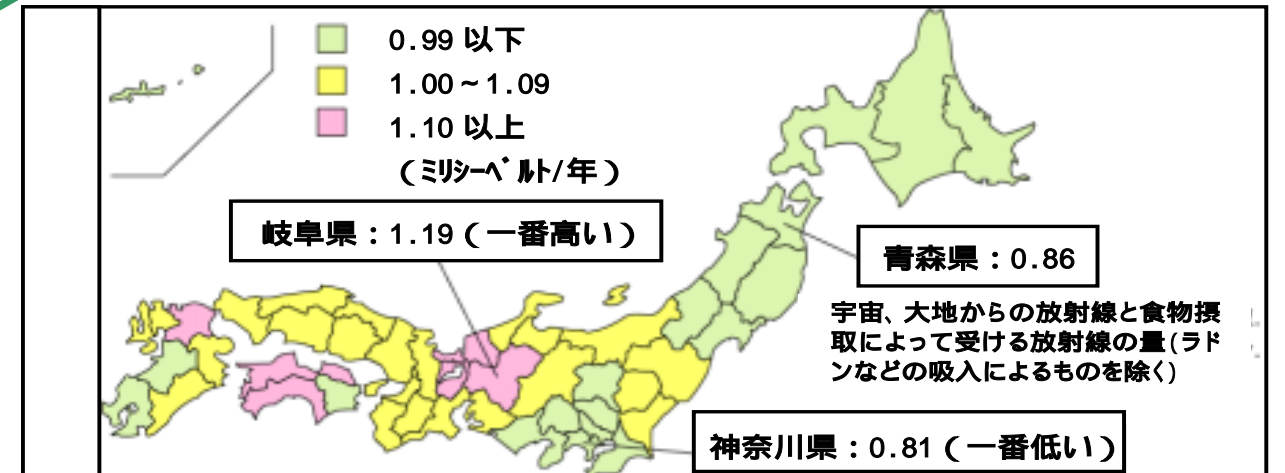 0.99 以下
1.00~1.09
1.10 以上
(ミリシーベルト/年)
岐阜県:1.19(一番高い)
青森県:0.86
宇宙、大地からの放射線と食物摂
取によって受ける放射線の量(ラド
ンなどの吸入によるものを除く)
神奈川県:0.81(一番低い)